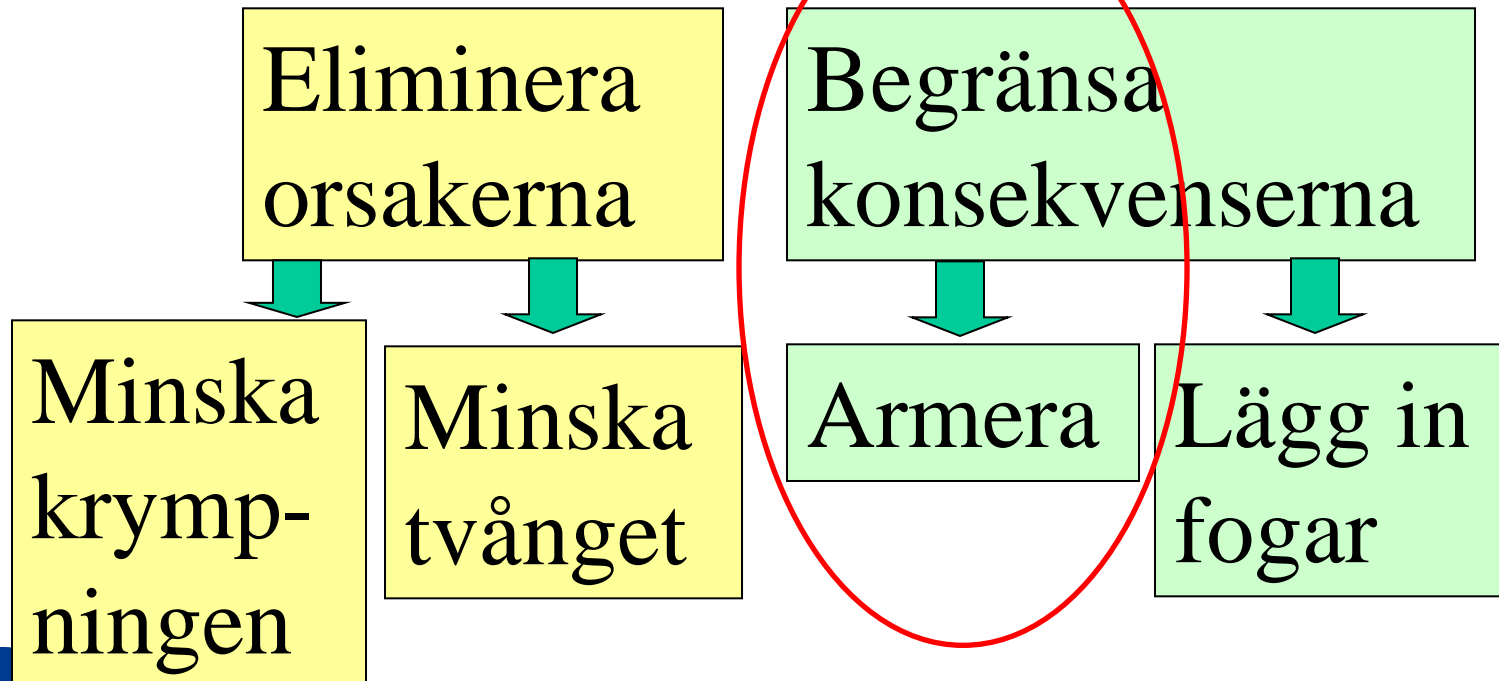 Eliminera
orsakerna
Begränsa
konsekvenserna
Minska
krymp-
ningen
Minska
tvånget
Armera
Lägg in
fogar